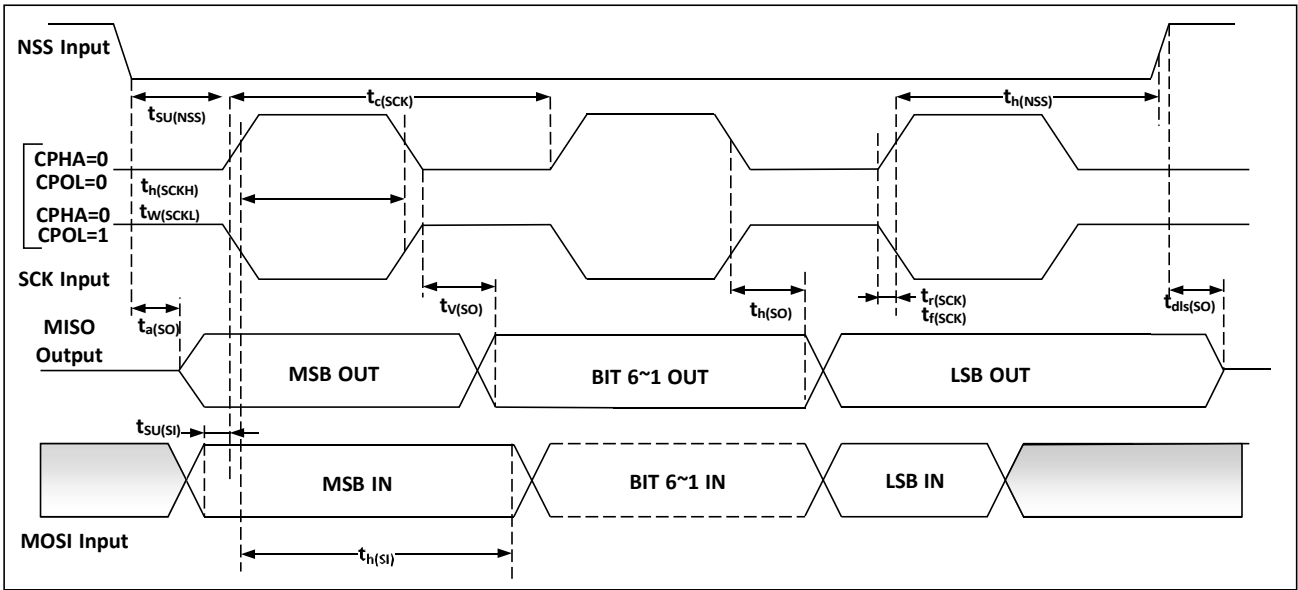 NSS Input
tSU(NSS)
tc(SCK)
th(NSS)
CPHA=0
CPOL=0
th(SCKH)
CPHA=0
tW(SCKL)
CPOL=1
SCK Input
ta(SO)
tV(SO)
th(SO)
tr(SCK)
tf(SCK)
tdls(SO)
MISO
Output
MSB OUT
BIT 6~1 OUT
LSB OUT
tSU(SI)
MSB IN
BIT 6~1 IN
LSB IN
MOSI Input
th(SI)